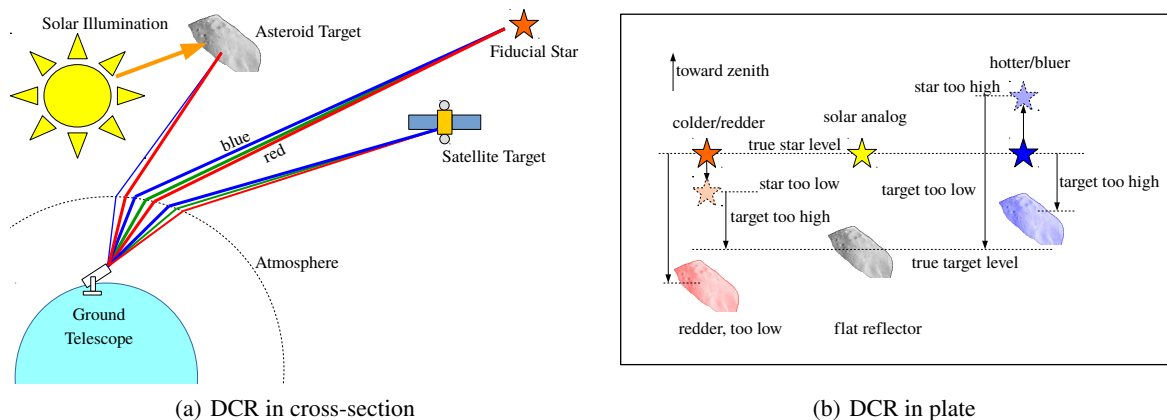 Solar Illumination
Asteroid Target
Fiducial Star
blue
red
Satellite Target
Atmosphere
Ground
Telescope
(a) DCR in cross-section
toward zenith
hotter/bluer
star too high
colder/redder
solar analog
true star level
star too low
target too low
target too high
target too high
true target level
redder, too low
flat reflector
(b) DCR in plate